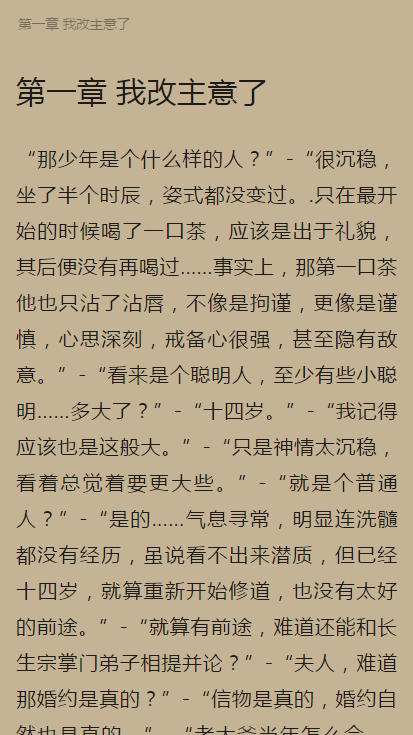 第一章 我改主意了
第一章 我改主意了
“那少年是个什么样的人？”-“很沉稳，
坐了半个时辰，姿式都没变过。.只在最开
始的时候喝了一口茶，应该是出于礼貌，
其后便没有再喝过……事实上，那第一口茶
他也只沾了沾唇，不像是拘谨，更像是谨
慎，心思深刻，戒备心很强，甚至隐有敌
意。”-“看来是个聪明人，至少有些小聪
明……多大了？”-“十四岁。”-“我记得
应该也是这般大。”-“只是神情太沉稳，
看着总觉着要更大些。”-“就是个普通
人？”-“是的……气息寻常，明显连洗髓
都没有经历，虽说看不出来潜质，但已经
十四岁，就算重新开始修道，也没有太好
的前途。”-“就算有前途，难道还能和长
生宗掌门弟子相提并论？”-“夫人，难道
那婚约是真的？”-“信物是真的，婚约自
然也是真的。”-“老太爷当年怎么会